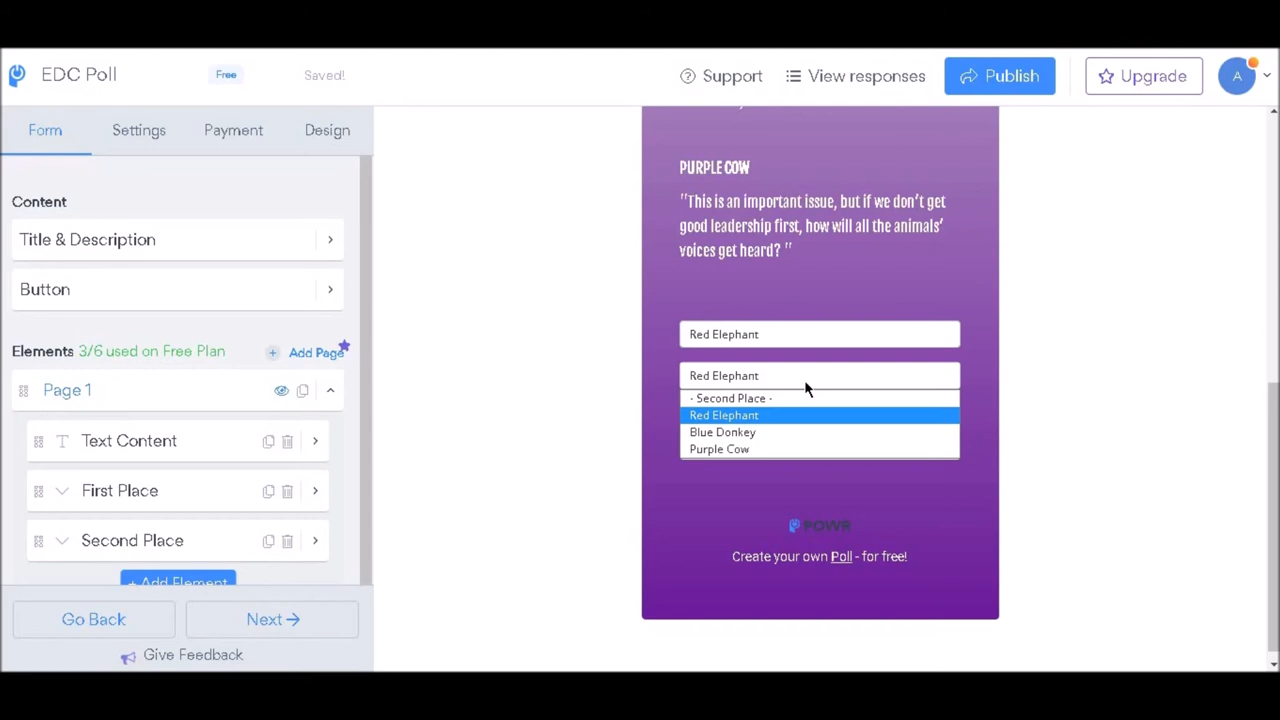 EDC Poll
Free
Saved!
Support
View responses
Publish
Upgrade
A
Form
Settings
Payment
Design
Content
Title & Description
Button
Elements 3/6 used on Free Plan
+ Add Page
Page 1
T Text Content
First Place
Second Place
+ Add Element
Go Back
Next
Give Feedback
PURPLE COW
"This is an important issue, but if we don't get
good leadership first, how will all the animals'
voices get heard? "
Red Elephant
Red Elephant
- Second Place -
Red Elephant
Blue Donkey
Purple Cow
POWR
Create your own Poll - for free!